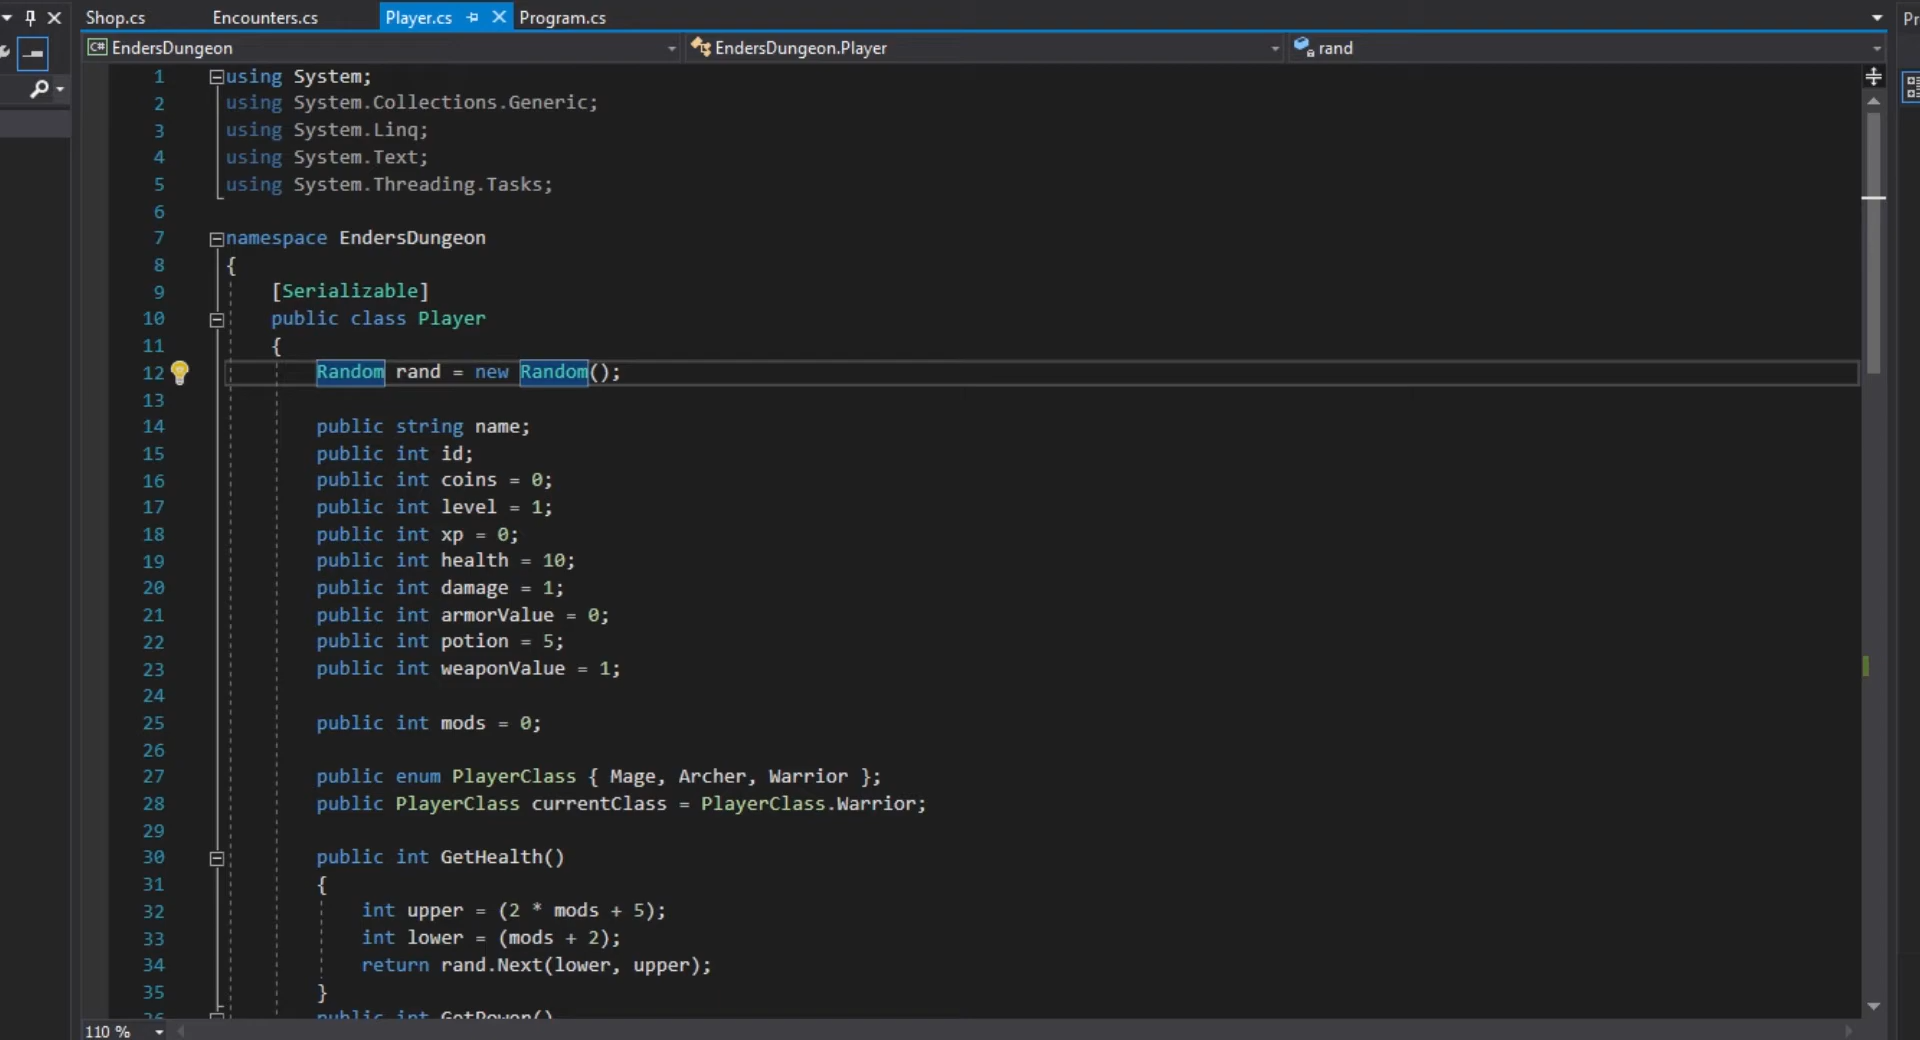 Shop.cs Encounters.cs Player.cs Program.cs
C# EndersDungeon EndersDungeon.Player rand
1 using System;
2 using System.Collections.Generic;
3 using System.Linq;
4 using System.Text;
5 using System.Threading.Tasks;
6
7 namespace EndersDungeon
8 {
9 [Serializable]
10 public class Player
11 {
12 Random rand = new Random();
13
14 public string name;
15 public int id;
16 public int coins = 0;
17 public int level = 1;
18 public int xp = 0;
19 public int health = 10;
20 public int damage = 1;
21 public int armorValue = 0;
22 public int potion = 5;
23 public int weaponValue = 1;
24
25 public int mods = 0;
26
27 public enum PlayerClass { Mage, Archer, Warrior };
28 public PlayerClass currentClass = PlayerClass.Warrior;
29
30 public int GetHealth()
31 {
32 int upper = (2 * mods + 5);
33 int lower = (mods + 2);
34 return rand.Next(lower, upper);
35 }
36 public int GetPower()
110 %